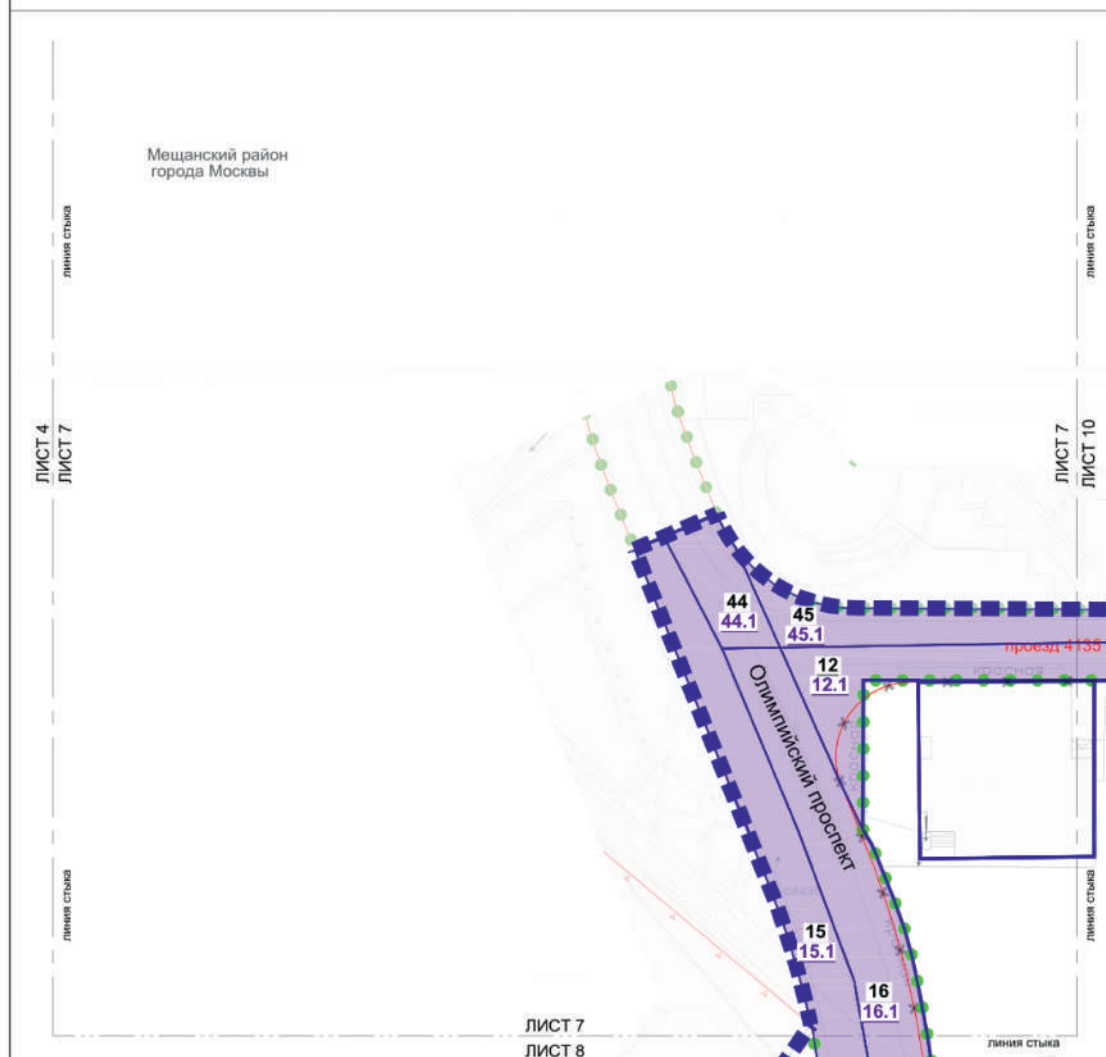 Мещанский район
города Москвы
линия стыка
линия стыка
ЛИСТ 4
ЛИСТ 7
ЛИСТ 7
ЛИСТ 10
44
44.1
45
45.1
проезд 4135
12
12.1
красная
красная
Олимпийский проспект
линия стыка
линия стыка
15
15.1
16
16.1
ЛИСТ 7
ЛИСТ 8
линия стыка